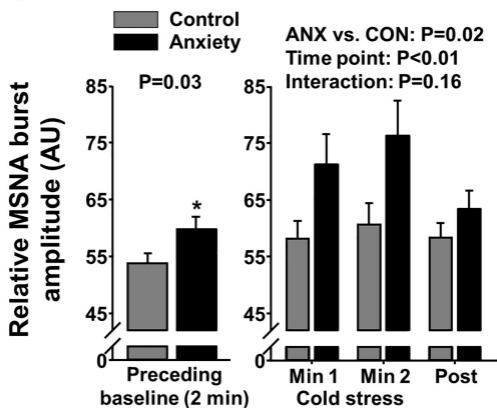 Control
Anxiety
ANX vs. CON: P=0.02
Time point: P<0.01
Interaction: P=0.16
P=0.03
Relative MSNA burst
amplitude (AU)
85
75
65
55
45
0
*
85
75
65
55
45
0
Preceding
baseline (2 min)
Min 1 Min 2 Post
Cold stress